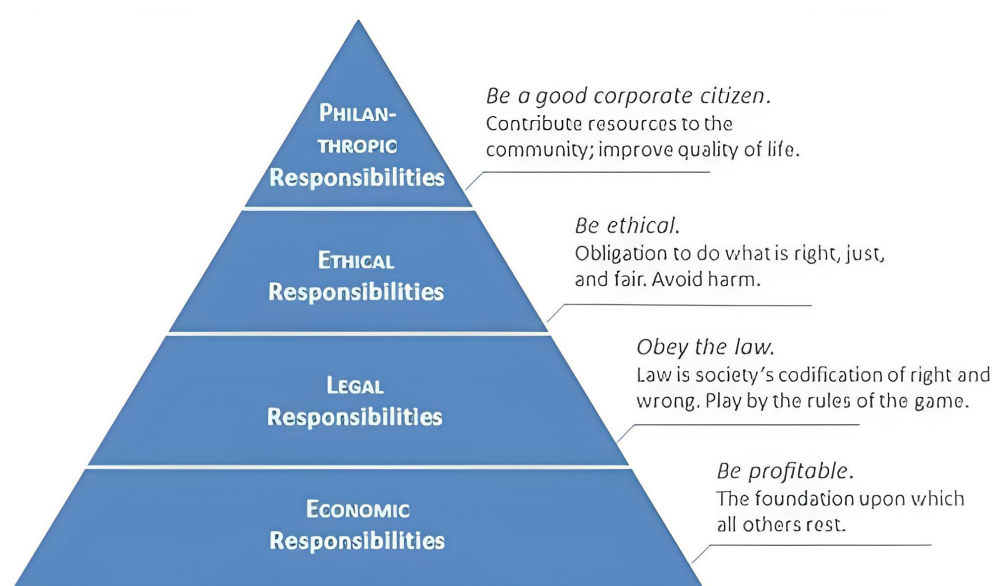 PHILAN-
THROPIC
Responsibilities
Be a good corporate citizen.
Contribute resources to the
community; improve quality of life.
ETHICAL
Responsibilities
Be ethical.
Obligation to do what is right, just,
and fair. Avoid harm.
LEGAL
Responsibilities
Obey the law.
Law is society's codification of right and
wrong. Play by the rules of the game.
ECONOMIC
Responsibilities
Be profitable.
The foundation upon which
all others rest.